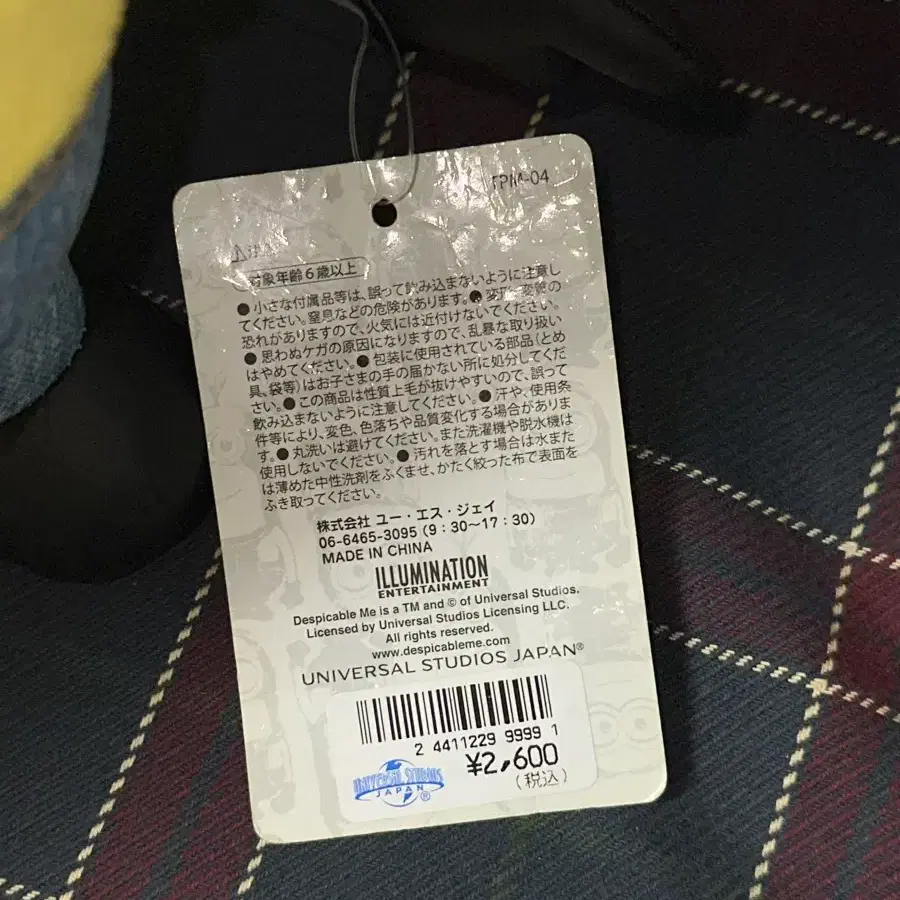 FPM-04
⚠注
対象年齢6歳以上
●小さな付属品等は、誤って飲み込まないように注意し
てください。窒息などの危険があります。●変形・変質の
恐れがありますので、火気には近付けないでください。
●思わぬケガの原因になりますので、乱暴な取り扱い
はやめてください。●包装に使用されている部品(とめ
具、袋等)はお子さまの手の届かない所に処分してくだ
さい。●この商品は性質上毛が抜けやすいので、誤って
飲み込まないように注意してください。●汗や、使用条
件等により、変色、色落ちや品質変化する場合がありま
す。●丸洗いは避けてください。また洗濯機や脱水機は
使用しないでください。●汚れを落とす場合は水また
は薄めた中性洗剤をふくませ、かたく絞った布で表面を
ふき取ってください。
株式会社 ユー・エス・ジェイ
06-6465-3095(9:30〜17:30)
MADE IN CHINA
ILLUMINATION
ENTERTAINMENT
Despicable Me is a TM and © of Universal Studios.
Licensed by Universal Studios Licensing LLC.
All rights reserved.
www.despicableme.com
UNIVERSAL STUDIOS JAPAN®
2 4411229 9999 1
¥2,600
(税込)
UNIVERSAL STUDIOS
JAPAN®